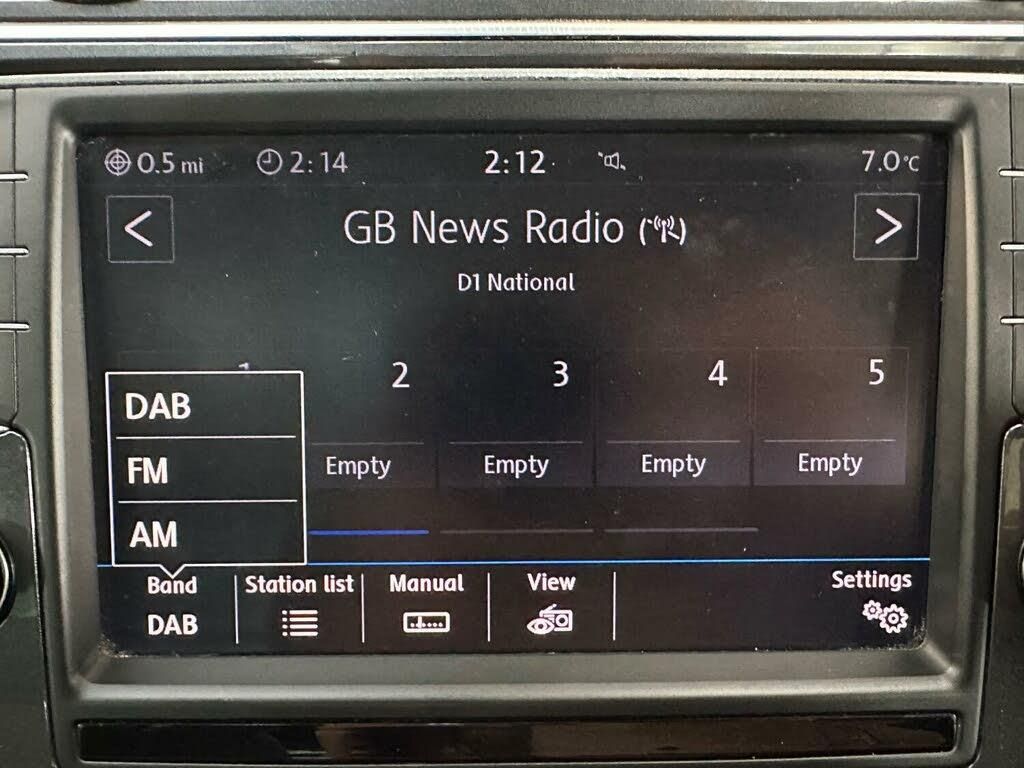 0.5 mi 2:14 2:12 7.0°C
GB News Radio
D1 National
1 2 3 4 5
DAB
FM
AM
Empty Empty Empty Empty
Band Station list Manual View Settings
DAB